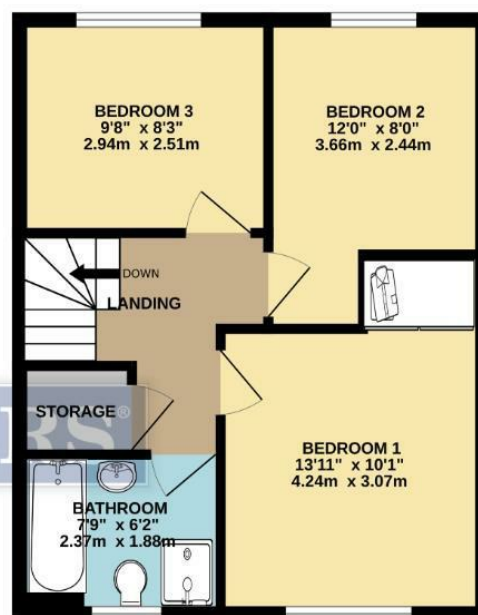 BEDROOM 3
9'8" x 8'3"
2.94m x 2.51m
BEDROOM 2
12'0" x 8'0"
3.66m x 2.44m
DOWN
LANDING
STORAGE
®
BEDROOM 1
13'11" x 10'1"
4.24m x 3.07m
BATHROOM
7'9" x 6'2"
2.37m x 1.88m